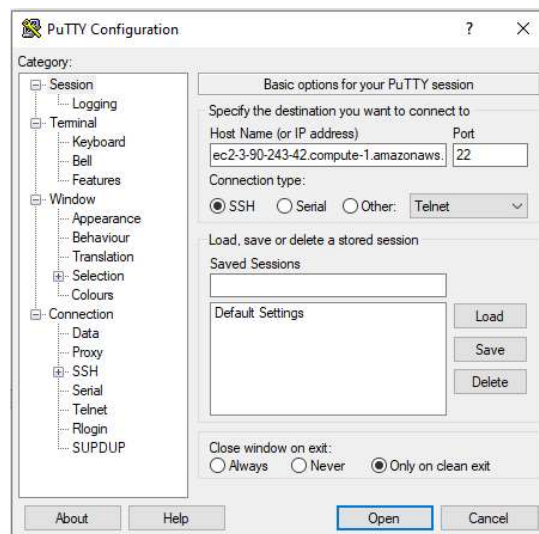 PuTTY Configuration
?
Category:
Session
Logging
Terminal
Keyboard
Bell
Features
Window
Appearance
Behaviour
Translation
Selection
Colours
Connection
Data
Proxy
SSH
Serial
Telnet
Rlogin
SUPDUP
Basic options for your PuTTY session
Specify the destination you want to connect to
Host Name (or IP address) Port
ec2-3-90-243-42.compute-1.amazonaws. 22
Connection type:
SSH Serial Other: Telnet
Load, save or delete a stored session
Saved Sessions
Default Settings
Load
Save
Delete
Close window on exit:
Always Never Only on clean exit
About Help Open Cancel